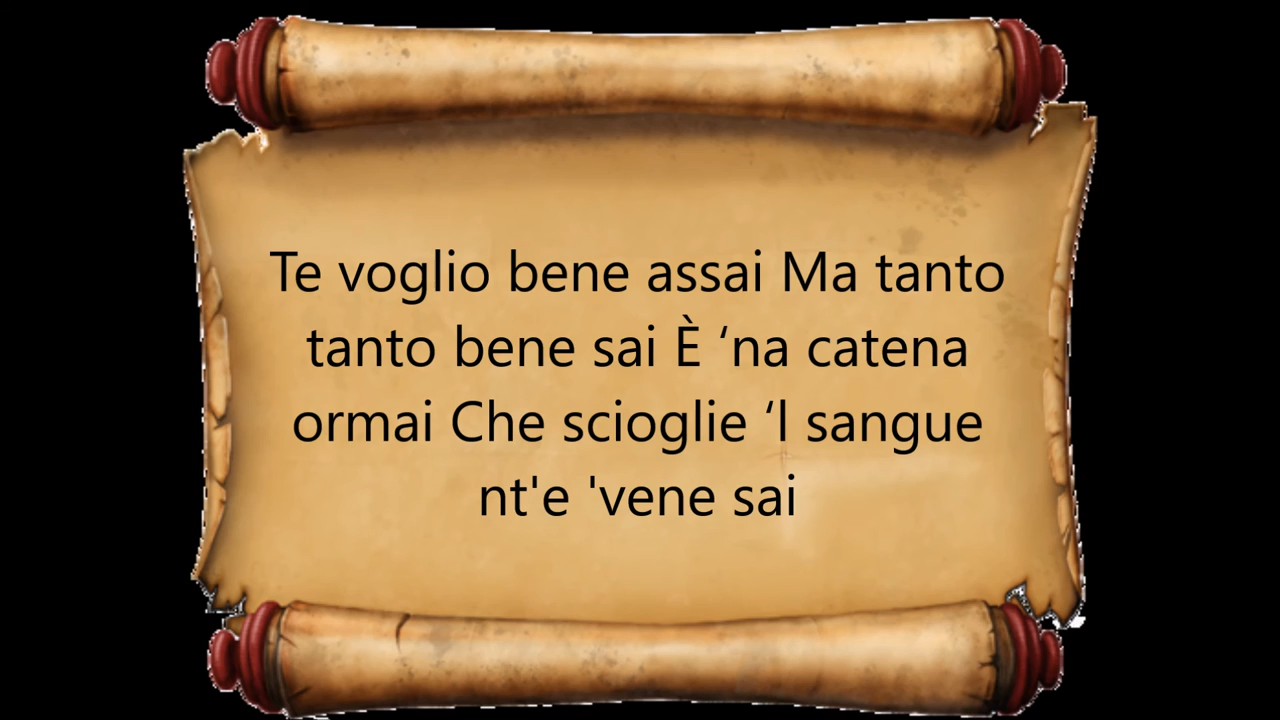 Te voglio bene assai Ma tanto
tanto bene sai È ‘na catena
ormai Che scioglie ‘l sangue
nt'e 'vene sai